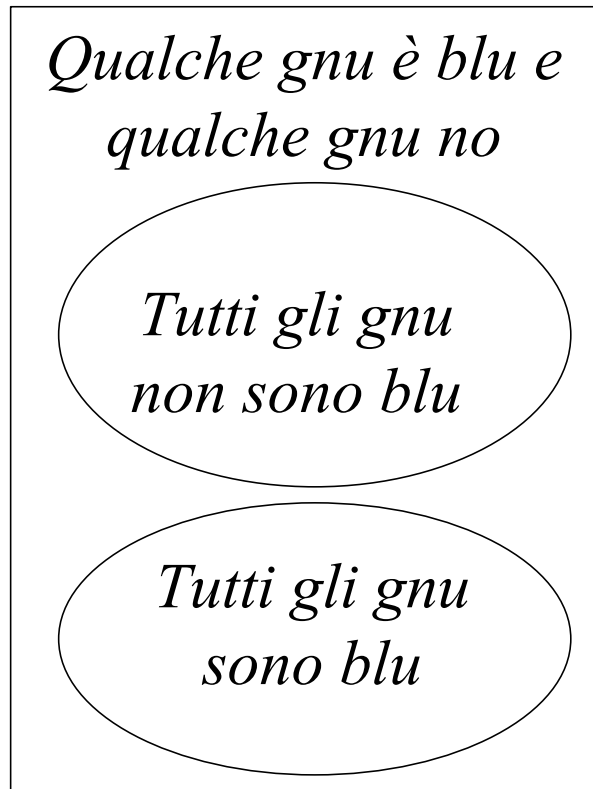 Qualche gnu è blu e
qualche gnu no
Tutti gli gnu
non sono blu
Tutti gli gnu
sono blu